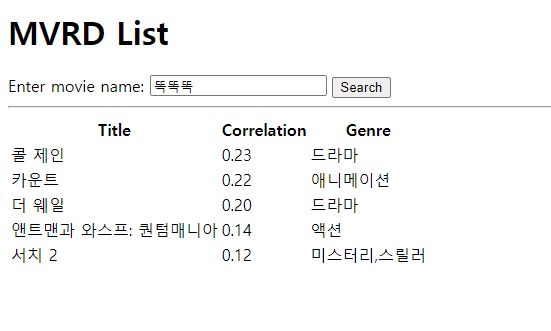 MVRD List
Enter movie name: 똑똑똑 Search
Title Correlation Genre
콜 제인 0.23 드라마
카운트 0.22 애니메이션
더 웨일 0.20 드라마
앤트맨과 와스프: 퀀텀매니아 0.14 액션
서치 2 0.12 미스터리,스릴러